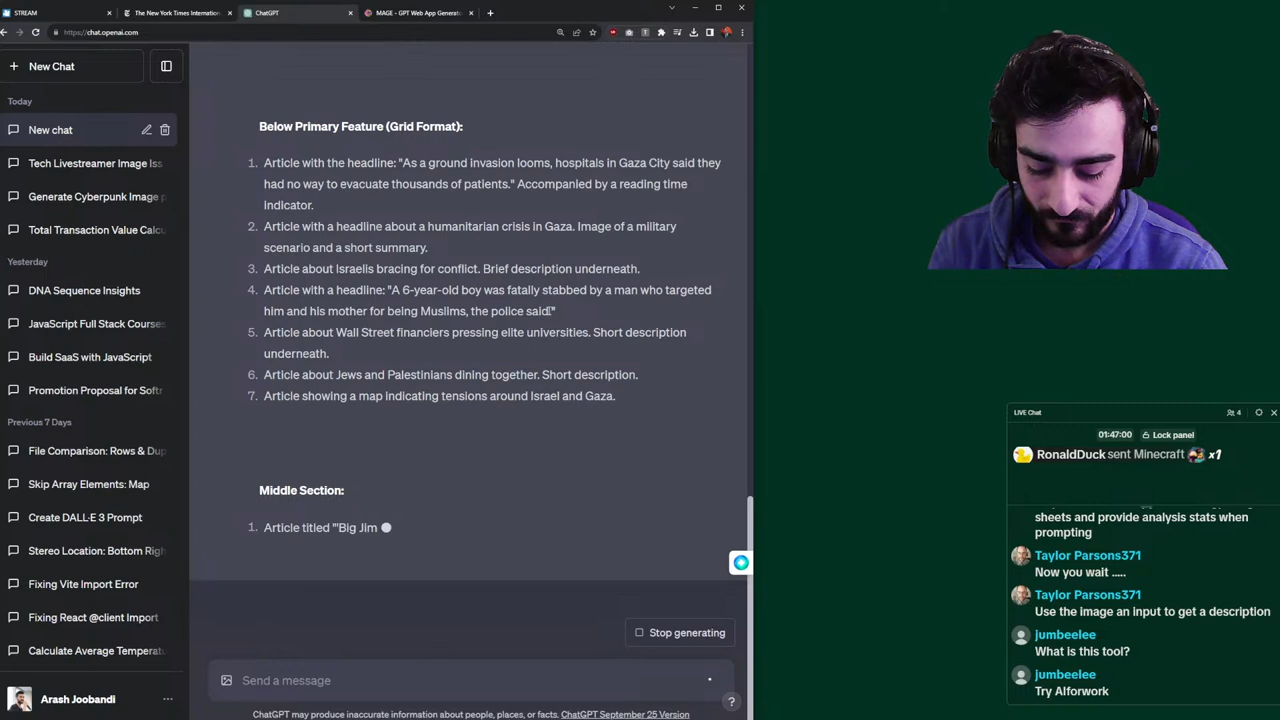 STREAM
The New York Times Internation
ChatGPT
MAGE - GPT Web App Generato
https://chat.openai.com
New Chat
Today
New chat
Tech Livestreamer Image Iss
Generate Cyberpunk Image p
Total Transaction Value Calcu
Yesterday
DNA Sequence Insights
JavaScript Full Stack Courses
Build SaaS with JavaScript
Promotion Proposal for Softr
Previous 7 Days
File Comparison: Rows & Dup
Skip Array Elements: Map
Create DALL·E 3 Prompt
Stereo Location: Bottom Righ
Fixing Vite Import Error
Fixing React @client Import
Calculate Average Temperatu
Arash Joobandi
Below Primary Feature (Grid Format):
1. Article with the headline: "As a ground invasion looms, hospitals in Gaza City said they
had no way to evacuate thousands of patients." Accompanied by a reading time
indicator.
2. Article with a headline about a humanitarian crisis in Gaza. Image of a military
scenario and a short summary.
3. Article about Israelis bracing for conflict. Brief description underneath.
4. Article with a headline: "A 6-year-old boy was fatally stabbed by a man who targeted
him and his mother for being Muslims, the police said."
5. Article about Wall Street financiers pressing elite universities. Short description
underneath.
6. Article about Jews and Palestinians dining together. Short description.
7. Article showing a map indicating tensions around Israel and Gaza.
Middle Section:
1. Article titled "'Big Jim
Stop generating
Send a message
?
ChatGPT may produce inaccurate information about people, places, or facts. ChatGPT September 25 Version
LIVE Chat
4
01:47:00 Lock panel
RonaldDuck sent Minecraft x1
sheets and provide analysis stats when
prompting
Taylor Parsons371
Now you wait .....
Taylor Parsons371
Use the image an input to get a description
jumbeelee
What is this tool?
jumbeelee
Try AIforwork